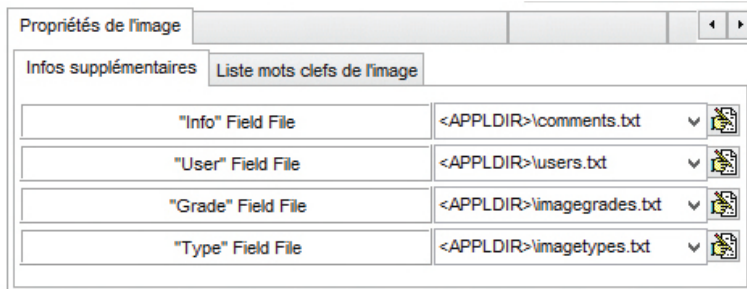 Propriétés de l'image
Infos supplémentaires Liste mots clefs de l'image
"Info" Field File <APPLDIR>\comments.txt
"User" Field File <APPLDIR>\users.txt
"Grade" Field File <APPLDIR>\imagegrades.txt
"Type" Field File <APPLDIR>\imagetypes.txt